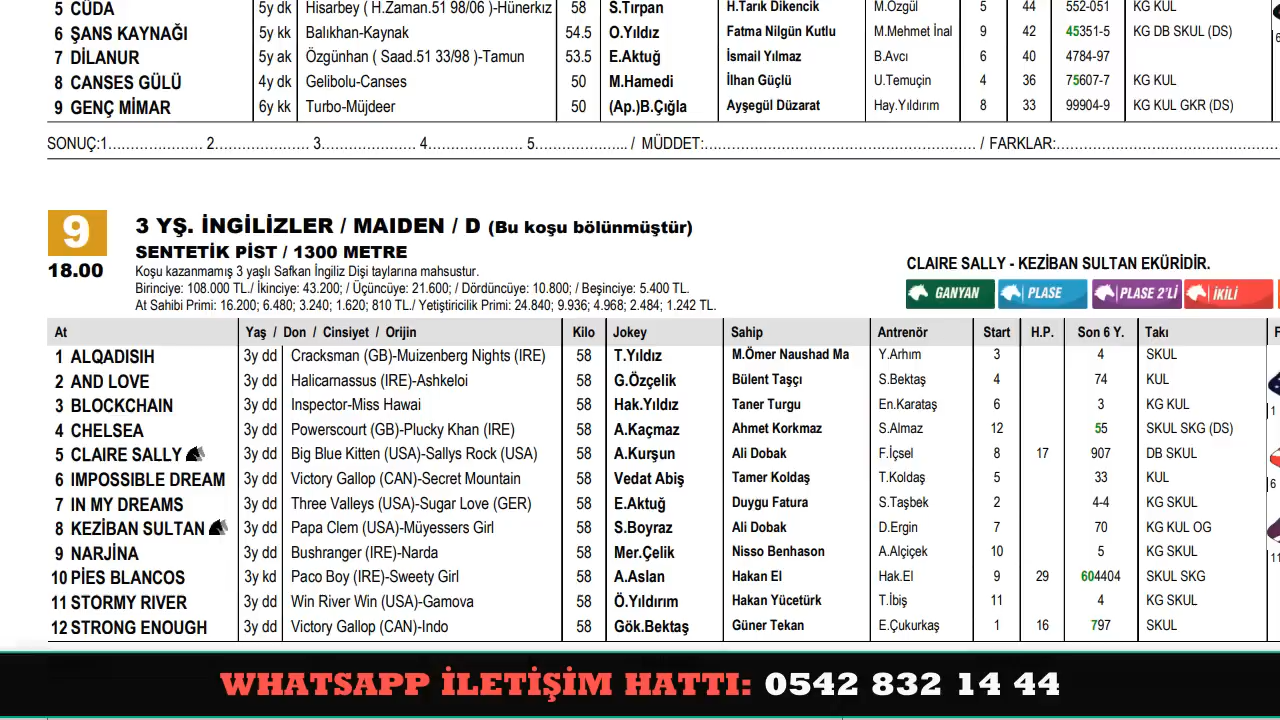 5 CUDA 5y dk Hisarbey ( H.Zaman.51 98/06 )-Hünerkız 58 S.Tırpan H.Tarık Dikencik M.Özgül 5 44 552-051 KG KUL
6 ŞANS KAYNAĞI 5y kk Balıkhan-Kaynak 54.5 O.Yıldız Fatma Nilgün Kutlu M.Mehmet İnal 9 42 45351-5 KG DB SKUL (DS)
7 DİLANUR 5y ak Özgünhan ( Saad.51 33/98 )-Tamun 53.5 E.Aktuğ İsmail Yılmaz B.Avcı 6 40 4784-97
8 CANSES GÜLÜ 4y dk Gelibolu-Canses 50 M.Hamedi İlhan Güçlü U.Temuçin 4 36 75607-7 KG KUL
9 GENÇ MİMAR 6y kk Turbo-Müjdeer 50 (Ap.)B.Çığla Ayşegül Düzarat Hay.Yıldırım 8 33 99904-9 KG KUL GKR (DS)
SONUÇ:1..................... 2..................... 3..................... 4..................... 5..................... / MÜDDET:............................................................ / FARKLAR:..................................................
9 3 YŞ. İNGİLİZLER / MAIDEN / D (Bu koşu bölünmüştür)
SENTETİK PİST / 1300 METRE
18.00 Koşu kazanmamış 3 yaşlı Safkan İngiliz Dişi taylarına mahsustur.
CLAIRE SALLY - KEZİBAN SULTAN EKÜRİDİR.
Birinciye: 108.000 TL./ İkinciye: 43.200; / Üçüncüye: 21.600; / Dördüncüye: 10.800; / Beşinciye: 5.400 TL.
GANYAN PLASE PLASE 2'Lİ İKİLİ
At Sahibi Primi: 16.200; 6.480; 3.240; 1.620; 810 TL./ Yetiştiricilik Primi: 24.840; 9.936; 4.968; 2.484; 1.242 TL.
At Yaş / Don / Cinsiyet / Orijin Kilo Jokey Sahip Antrenör Start H.P. Son 6 Y. Takı
1 ALQADISIH 3y dd Cracksman (GB)-Muizenberg Nights (IRE) 58 T.Yıldız M.Ömer Naushad Ma Y.Arhım 3 4 SKUL
2 AND LOVE 3y dd Halicarnassus (IRE)-Ashkeloi 58 G.Özçelik Bülent Taşçı S.Bektaş 4 74 KUL
3 BLOCKCHAIN 3y dd Inspector-Miss Hawai 58 Hak.Yıldız Taner Turgu En.Karataş 6 3 KG KUL
4 CHELSEA 3y dd Powerscourt (GB)-Plucky Khan (IRE) 58 A.Kaçmaz Ahmet Korkmaz S.Almaz 12 55 SKUL SKG (DS)
5 CLAIRE SALLY 3y dd Big Blue Kitten (USA)-Sallys Rock (USA) 58 A.Kurşun Ali Dobak F.İçsel 8 17 907 DB SKUL
6 IMPOSSIBLE DREAM 3y dd Victory Gallop (CAN)-Secret Mountain 58 Vedat Abiş Tamer Koldaş T.Koldaş 5 33 KUL
7 IN MY DREAMS 3y dd Three Valleys (USA)-Sugar Love (GER) 58 E.Aktuğ Duygu Fatura S.Taşbek 2 4-4 KG SKUL
8 KEZİBAN SULTAN 3y dd Papa Clem (USA)-Müyessers Girl 58 S.Boyraz Ali Dobak D.Ergin 7 70 KG KUL OG
9 NARJİNA 3y dd Bushranger (IRE)-Narda 58 Mer.Çelik Nisso Benhason A.Alçiçek 10 5 KG SKUL
10 PİES BLANCOS 3y kd Paco Boy (IRE)-Sweety Girl 58 A.Aslan Hakan El Hak.El 9 29 604404 SKUL SKG
11 STORMY RIVER 3y dd Win River Win (USA)-Gamova 58 Ö.Yıldırım Hakan Yücetürk T.İbiş 11 4 KG SKUL
12 STRONG ENOUGH 3y dd Victory Gallop (CAN)-Indo 58 Gök.Bektaş Güner Tekan E.Çukurkaş 1 16 797 SKUL
WHATSAPP İLETİŞİM HATTI: 0542 832 14 44